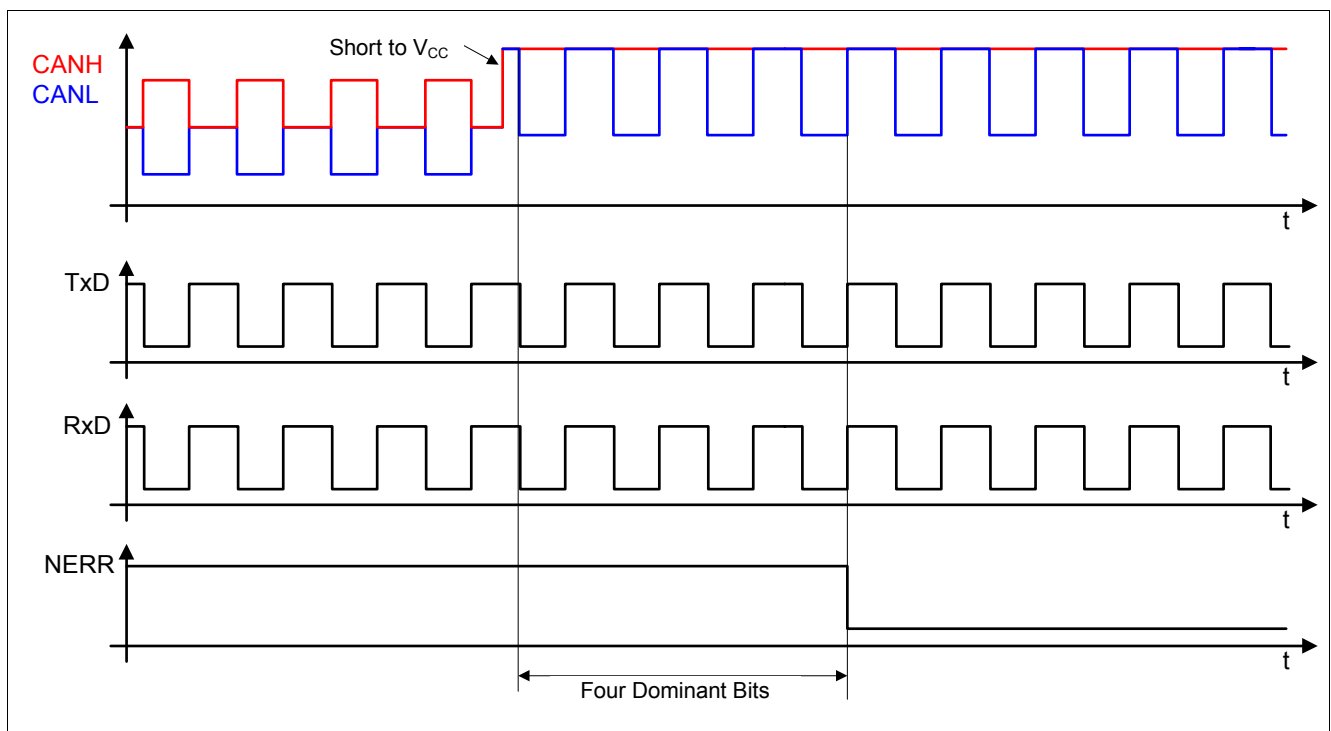 Short to VCC
CANH
CANL
t
TxD
t
RxD
t
NERR
t
Four Dominant Bits